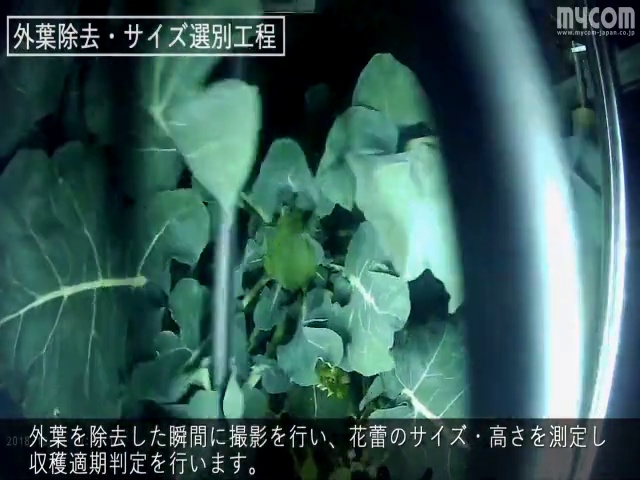 外葉除去・サイズ選別工程
mycom
www.mycom-japan.co.jp
2018
外葉を除去した瞬間に撮影を行い、花蕾のサイズ・高さを測定し
収穫適期判定を行います。